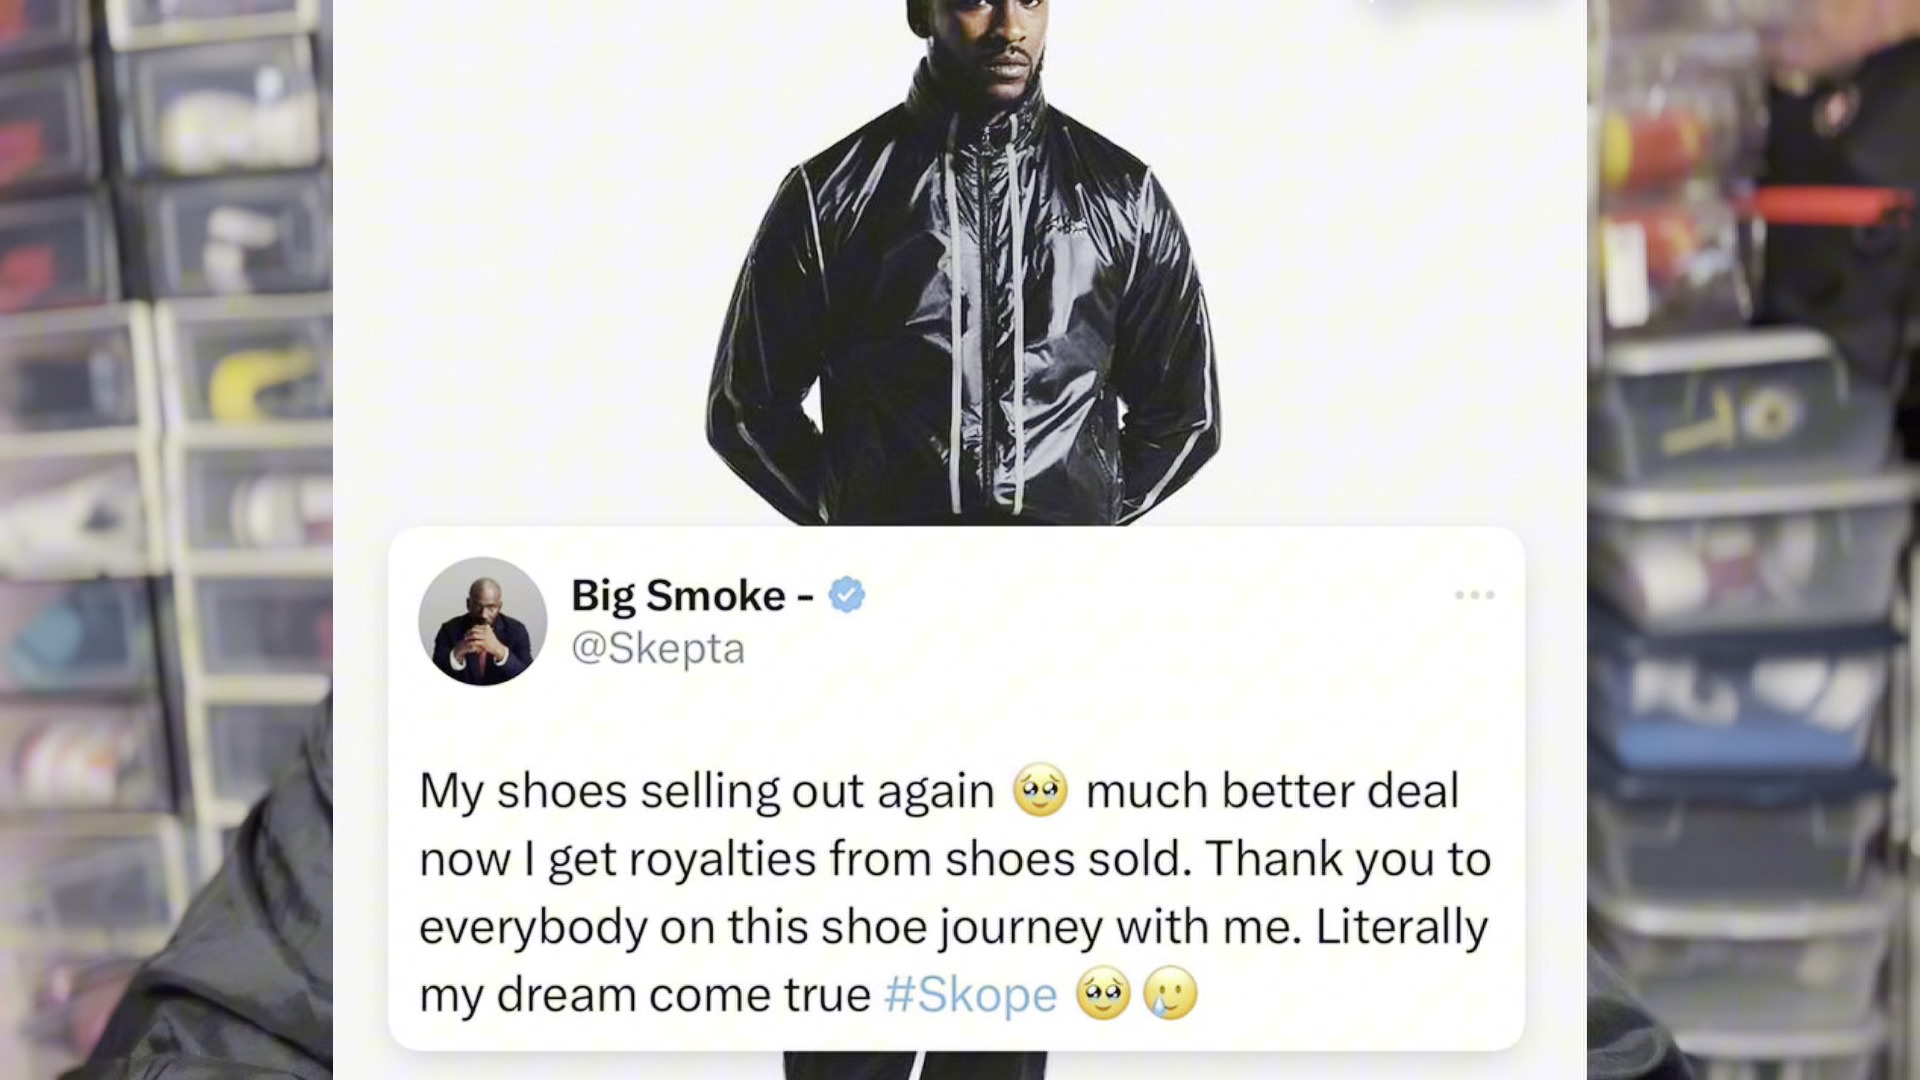 Big Smoke -
@Skepta
My shoes selling out again 🥹 much better deal
now I get royalties from shoes sold. Thank you to
everybody on this shoe journey with me. Literally
my dream come true #Skope 🥹 🥲